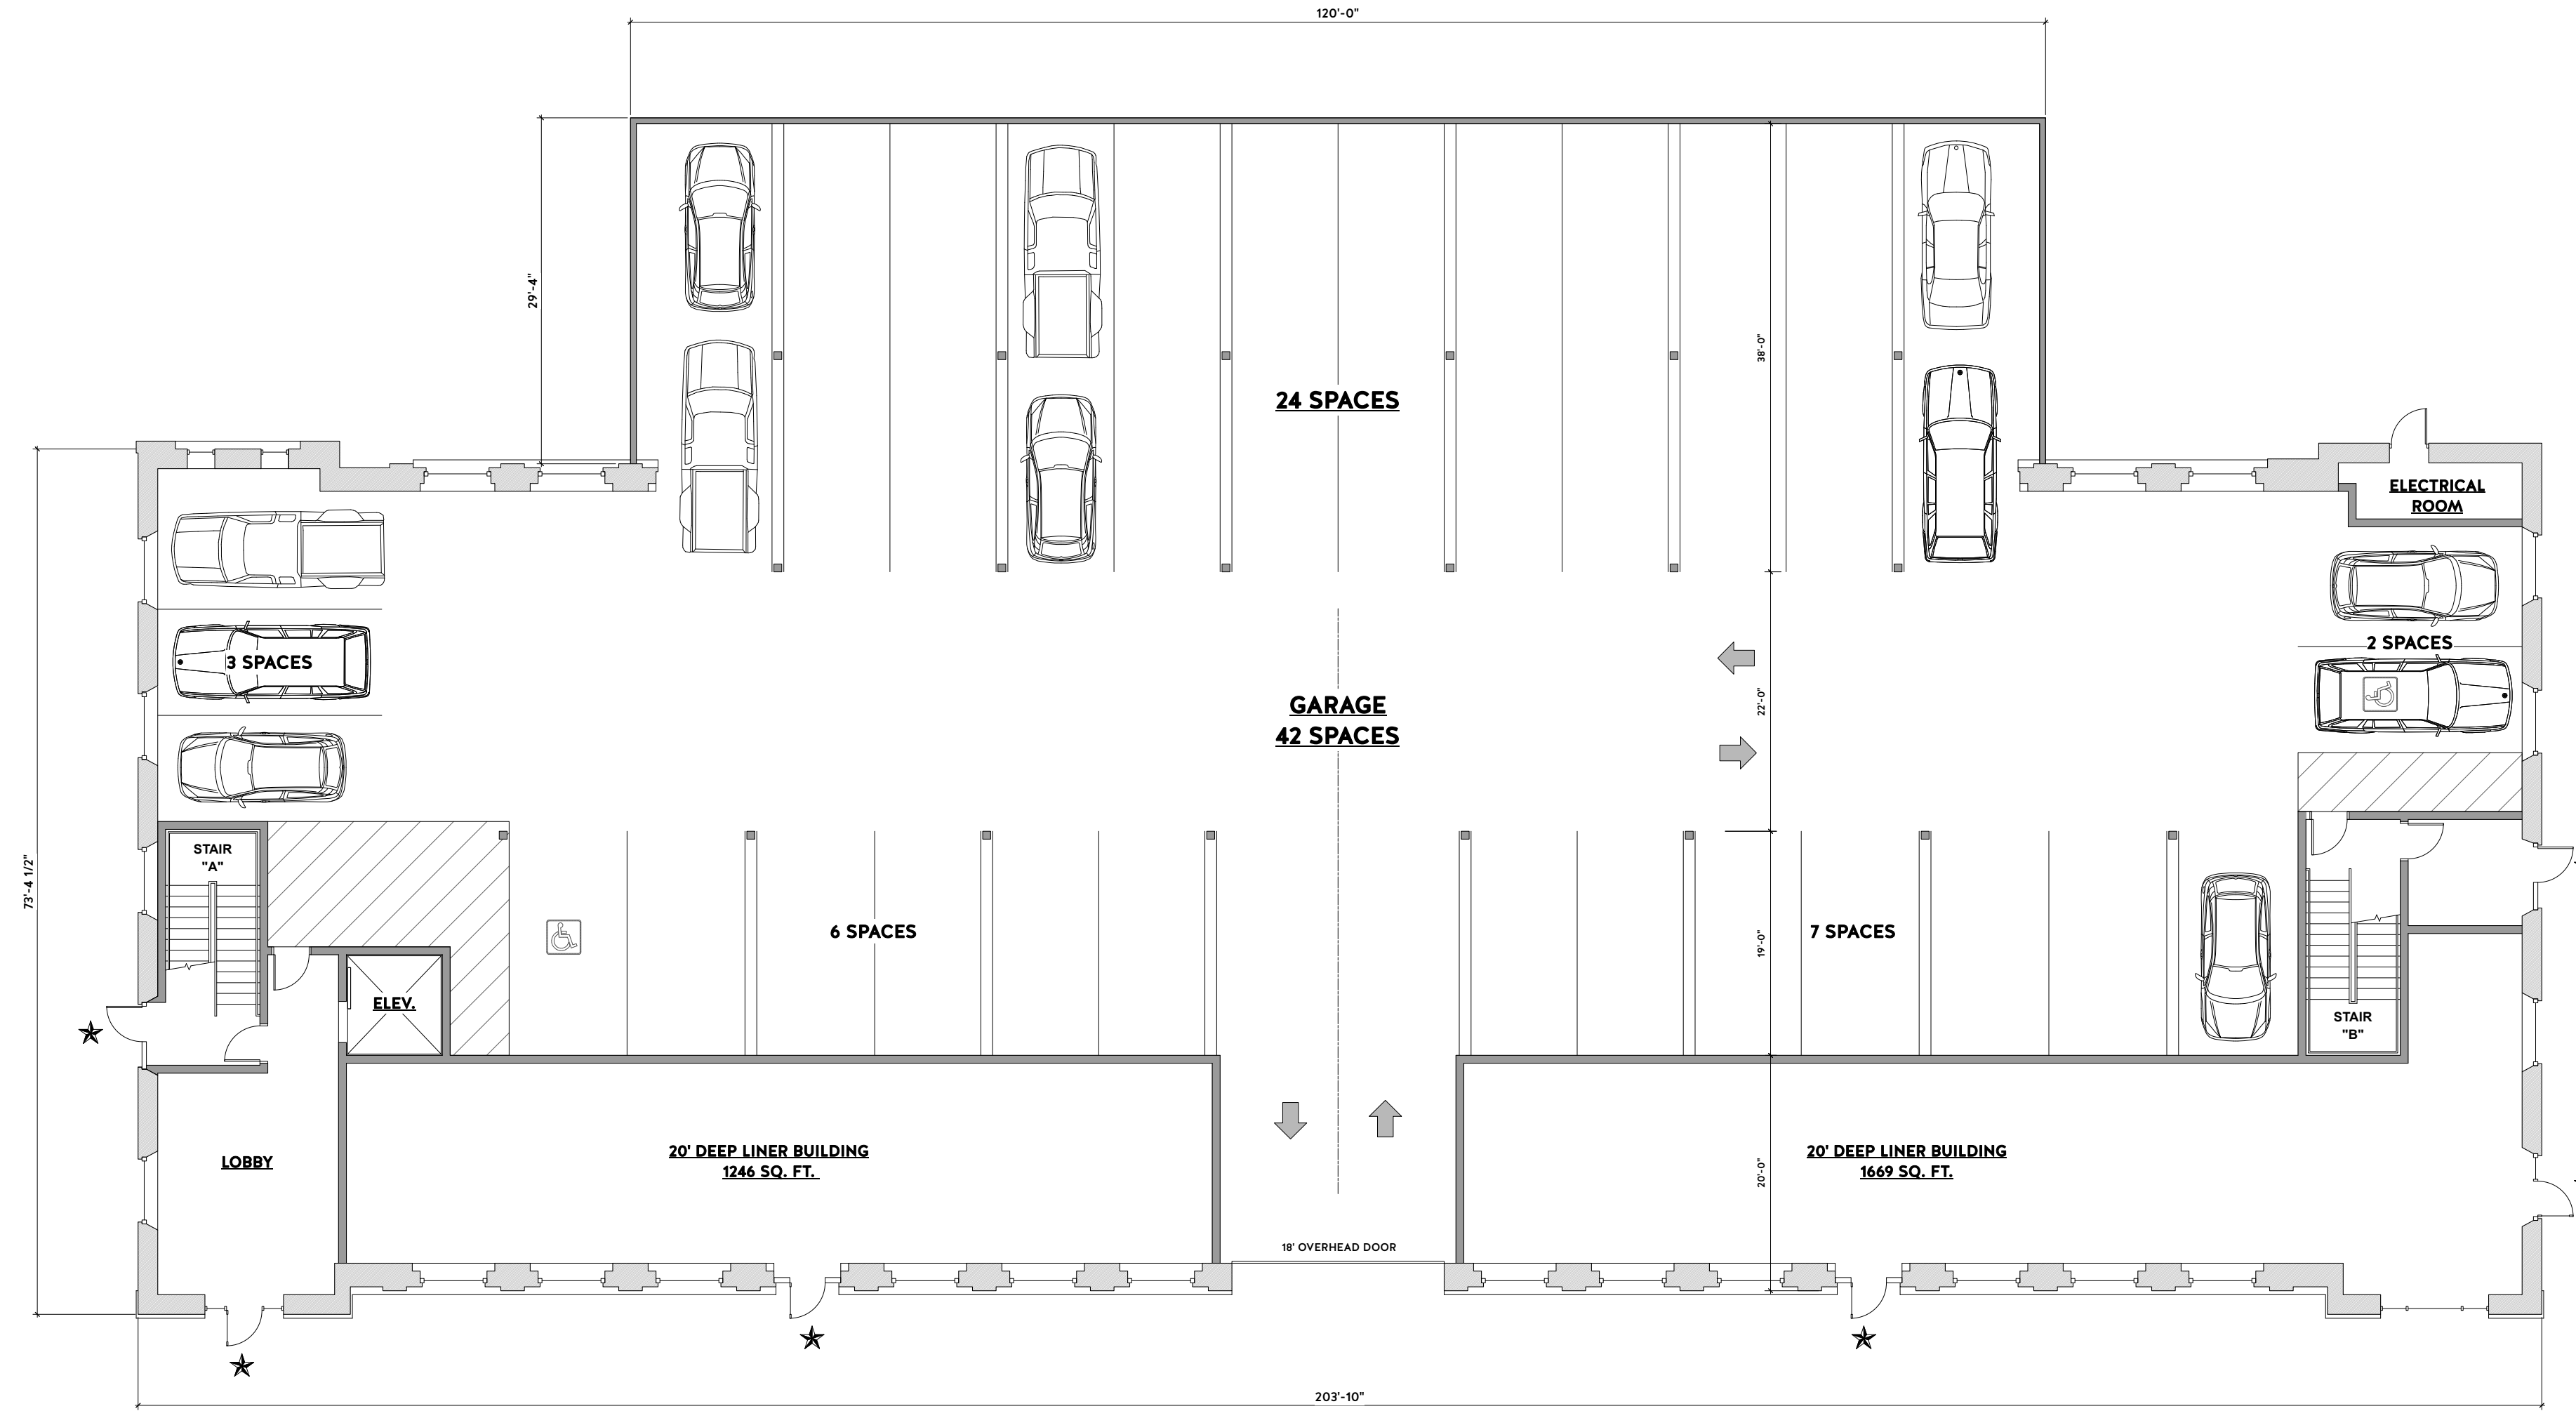 120'-0"
29'-4"
38'-0"
24 SPACES
ELECTRICAL
ROOM
3 SPACES
2 SPACES
GARAGE
42 SPACES
22'-0"
73'-4 1/2"
STAIR
"A"
6 SPACES
19'-0"
7 SPACES
ELEV.
STAIR
"B"
LOBBY
20' DEEP LINER BUILDING
1246 SQ. FT.
20'-0"
20' DEEP LINER BUILDING
1669 SQ. FT.
18' OVERHEAD DOOR
203'-10"